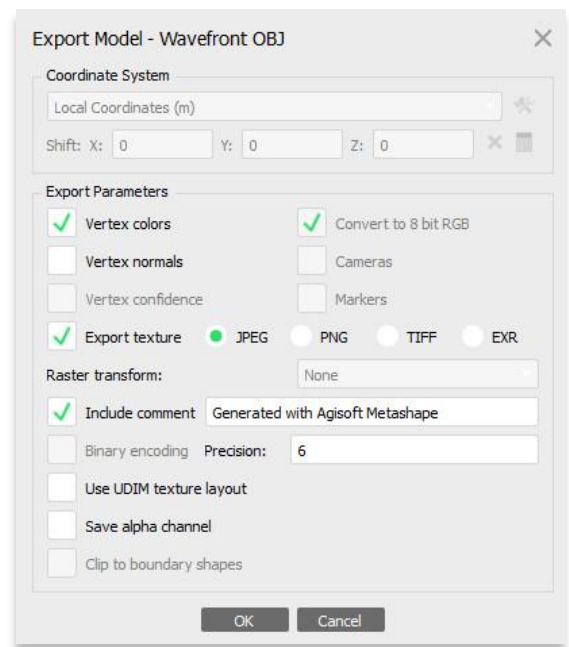 Export Model - Wavefront OBJ
Coordinate System
Local Coordinates (m)
Shift: X: 0 Y: 0 Z: 0
Export Parameters
Vertex colors Convert to 8 bit RGB
Vertex normals Cameras
Vertex confidence Markers
Export texture JPEG PNG TIFF EXR
Raster transform: None
Include comment Generated with Agisoft Metashape
Binary encoding Precision: 6
Use UDIM texture layout
Save alpha channel
Clip to boundary shapes
OK Cancel